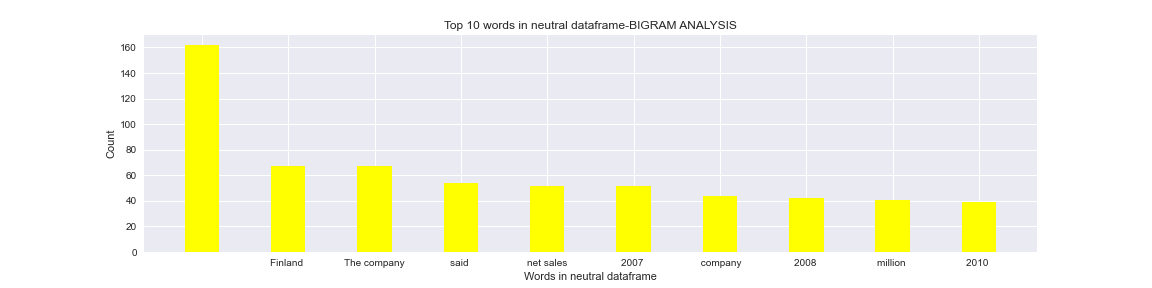 Top 10 words in neutral dataframe-BIGRAM ANALYSIS
160
140
120
100
80
60
40
20
0
Count
Finland The company said net sales 2007 company 2008 million 2010
Words in neutral dataframe